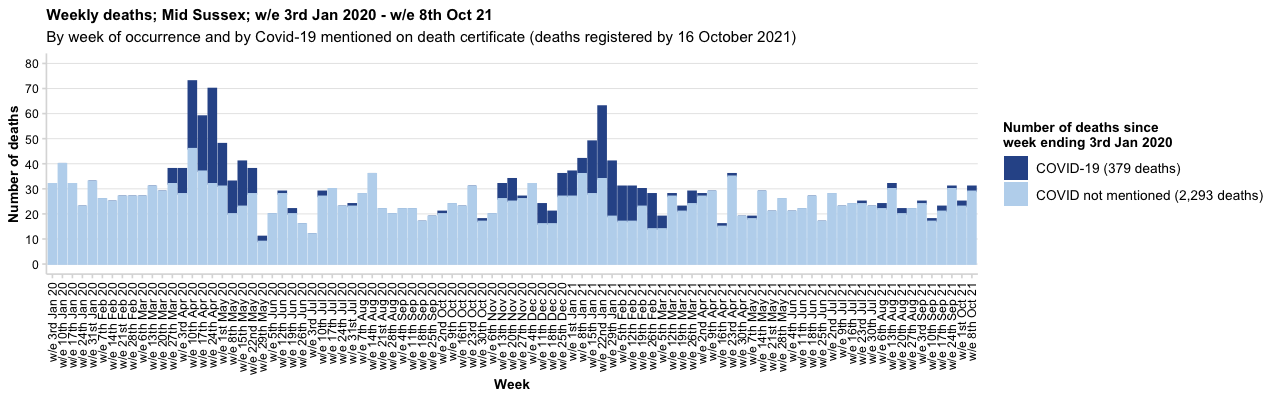 Weekly deaths; Mid Sussex; w/e 3rd Jan 2020 - w/e 8th Oct 21
By week of occurrence and by Covid-19 mentioned on death certificate (deaths registered by 16 October 2021)
Number of deaths
80
70
60
50
40
30
20
10
0
w/e 3rd Jan 20
w/e 10th Jan 20
w/e 17th Jan 20
w/e 24th Jan 20
w/e 31st Jan 20
w/e 7th Feb 20
w/e 14th Feb 20
w/e 21st Feb 20
w/e 28th Feb 20
w/e 6th Mar 20
w/e 13th Mar 20
w/e 20th Mar 20
w/e 27th Mar 20
w/e 3rd Apr 20
w/e 10th Apr 20
w/e 17th Apr 20
w/e 24th Apr 20
w/e 1st May 20
w/e 8th May 20
w/e 15th May 20
w/e 22nd May 20
w/e 29th May 20
w/e 5th Jun 20
w/e 12th Jun 20
w/e 19th Jun 20
w/e 26th Jun 20
w/e 3rd Jul 20
w/e 10th Jul 20
w/e 17th Jul 20
w/e 24th Jul 20
w/e 31st Jul 20
w/e 7th Aug 20
w/e 14th Aug 20
w/e 21st Aug 20
w/e 28th Aug 20
w/e 4th Sep 20
w/e 11th Sep 20
w/e 18th Sep 20
w/e 25th Sep 20
w/e 2nd Oct 20
w/e 9th Oct 20
w/e 16th Oct 20
w/e 23rd Oct 20
w/e 30th Oct 20
w/e 6th Nov 20
w/e 13th Nov 20
w/e 20th Nov 20
w/e 27th Nov 20
w/e 4th Dec 20
w/e 11th Dec 20
w/e 18th Dec 20
w/e 25th Dec 20
w/e 1st Jan 21
w/e 8th Jan 21
w/e 15th Jan 21
w/e 22nd Jan 21
w/e 29th Jan 21
w/e 5th Feb 21
w/e 12th Feb 21
w/e 19th Feb 21
w/e 26th Feb 21
w/e 5th Mar 21
w/e 12th Mar 21
w/e 19th Mar 21
w/e 26th Mar 21
w/e 2nd Apr 21
w/e 9th Apr 21
w/e 16th Apr 21
w/e 23rd Apr 21
w/e 30th Apr 21
w/e 7th May 21
w/e 14th May 21
w/e 21st May 21
w/e 28th May 21
w/e 4th Jun 21
w/e 11th Jun 21
w/e 18th Jun 21
w/e 25th Jun 21
w/e 2nd Jul 21
w/e 9th Jul 21
w/e 16th Jul 21
w/e 23rd Jul 21
w/e 30th Jul 21
w/e 6th Aug 21
w/e 13th Aug 21
w/e 20th Aug 21
w/e 27th Aug 21
w/e 3rd Sep 21
w/e 10th Sep 21
w/e 17th Sep 21
w/e 24th Sep 21
w/e 1st Oct 21
w/e 8th Oct 21
Week
Number of deaths since
week ending 3rd Jan 2020
COVID-19 (379 deaths)
COVID not mentioned (2,293 deaths)